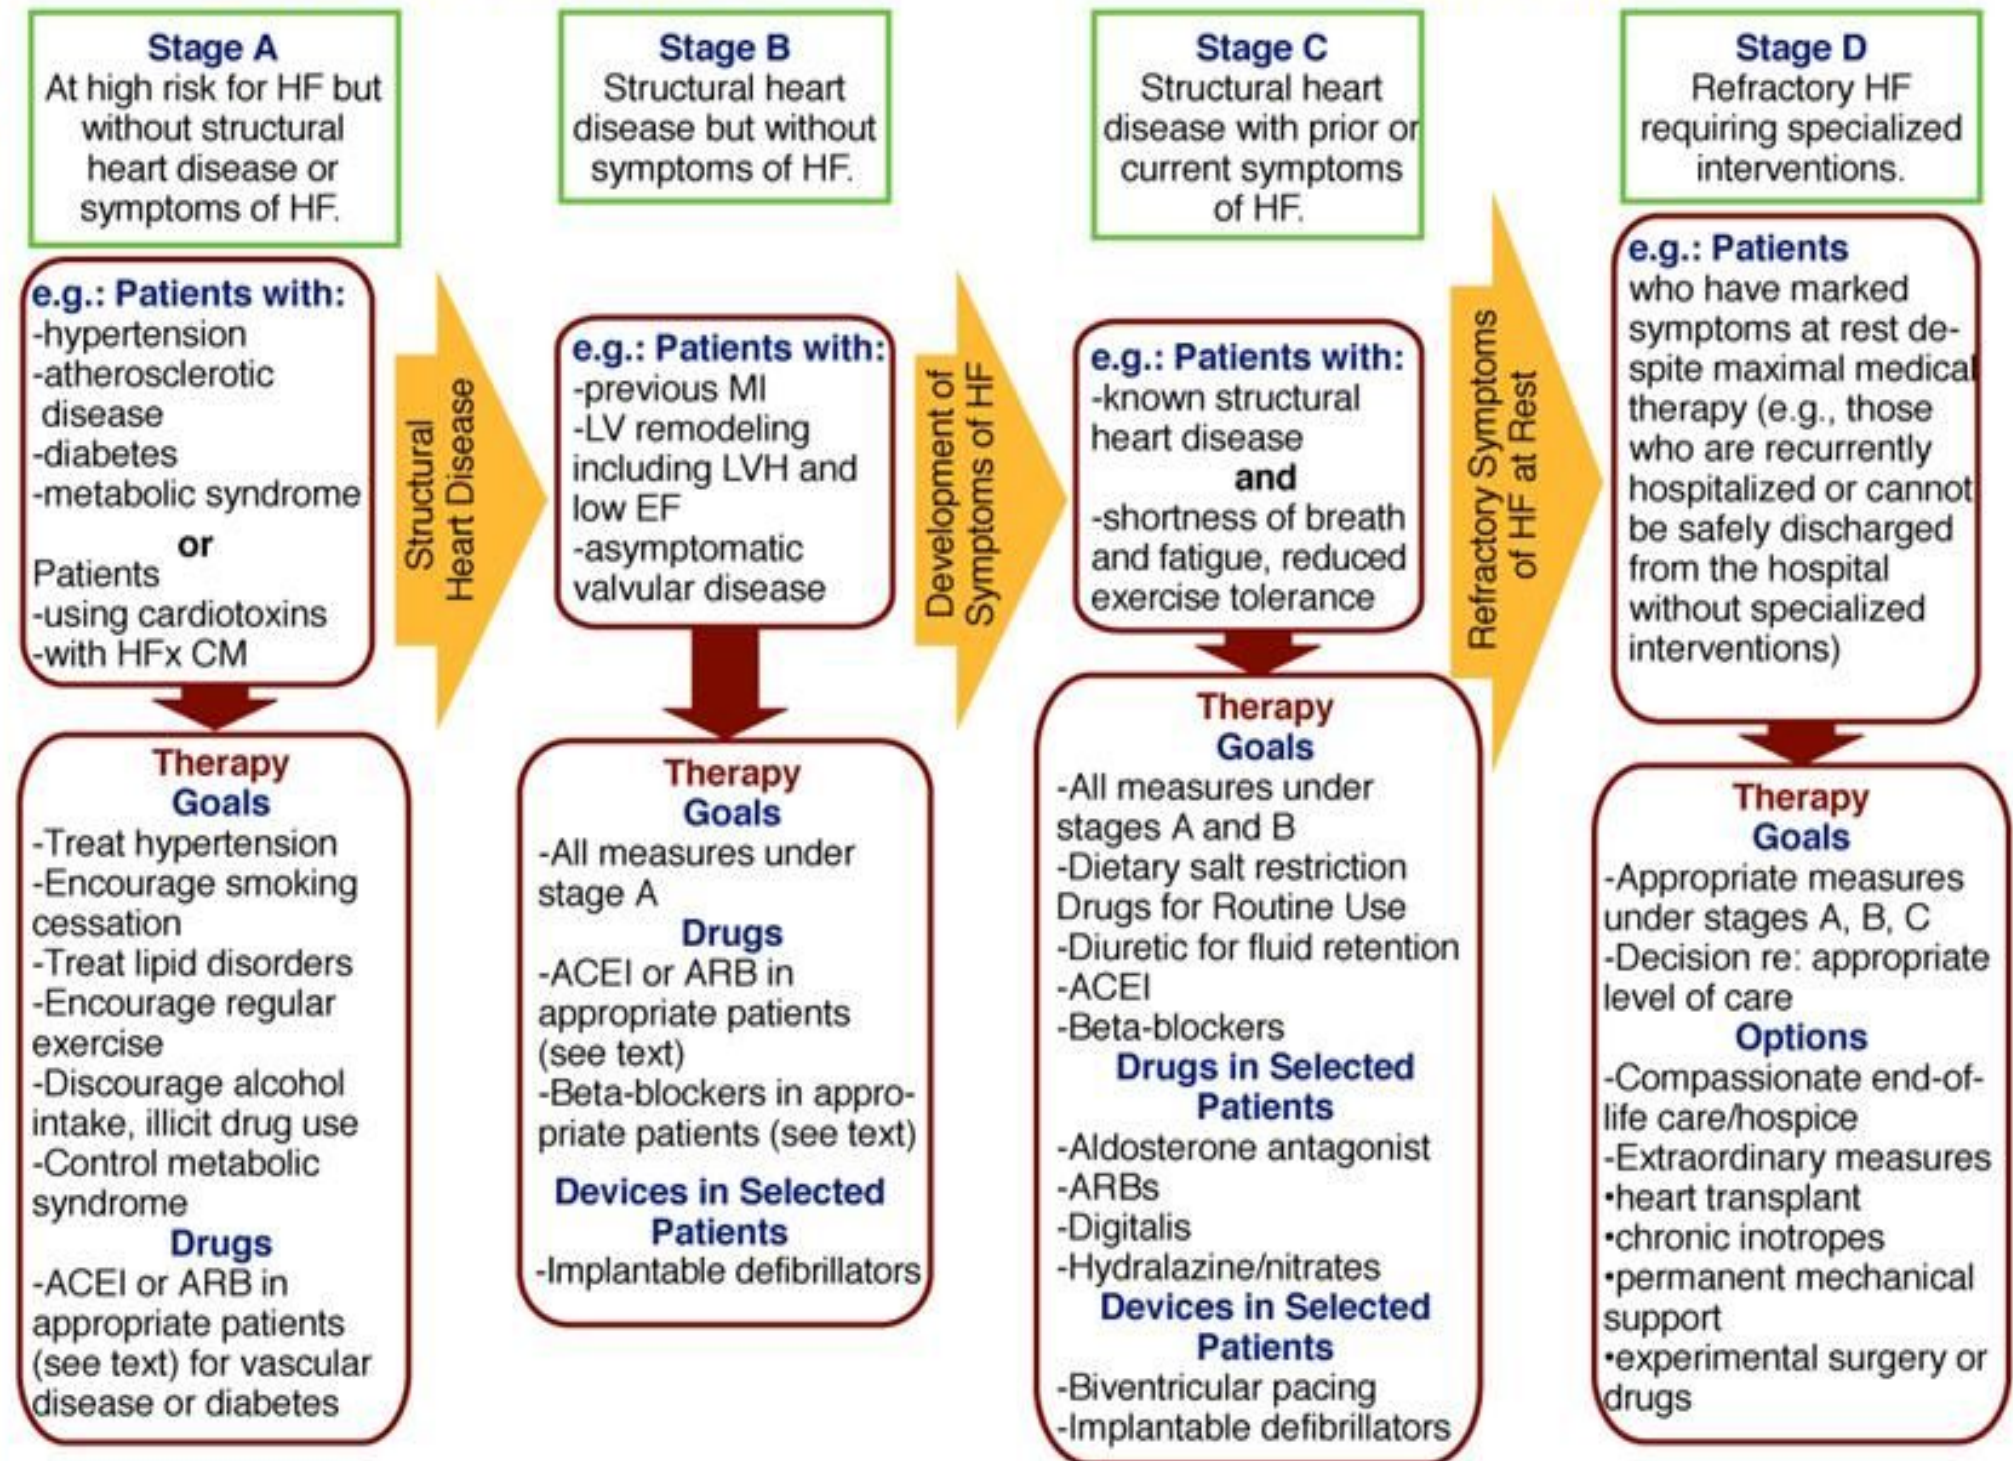 Stage A
At high risk for HF but
without structural
heart disease or
symptoms of HF.
e.g.: Patients with:
-hypertension
-atherosclerotic
disease
-diabetes
-metabolic syndrome
or
Patients
-using cardiotoxins
-with HFx CM
Therapy
Goals
-Treat hypertension
-Encourage smoking
cessation
-Treat lipid disorders
-Encourage regular
exercise
-Discourage alcohol
intake, illicit drug use
-Control metabolic
syndrome
Drugs
-ACEI or ARB in
appropriate patients
(see text) for vascular
disease or diabetes
Structural
Heart Disease
Stage B
Structural heart
disease but without
symptoms of HF.
e.g.: Patients with:
-previous MI
-LV remodeling
including LVH and
low EF
-asymptomatic
valvular disease
Therapy
Goals
-All measures under
stage A
Drugs
-ACEI or ARB in
appropriate patients
(see text)
-Beta-blockers in appro-
priate patients (see text)
Devices in Selected
Patients
-Implantable defibrillators
Development of
Symptoms of HF
Stage C
Structural heart
disease with prior or
current symptoms
of HF.
e.g.: Patients with:
-known structural
heart disease
and
-shortness of breath
and fatigue, reduced
exercise tolerance
Therapy
Goals
-All measures under
stages A and B
-Dietary salt restriction
Drugs for Routine Use
-Diuretic for fluid retention
-ACEI
-Beta-blockers
Drugs in Selected
Patients
-Aldosterone antagonist
-ARBs
-Digitalis
-Hydralazine/nitrates
Devices in Selected
Patients
-Biventricular pacing
-Implantable defibrillators
Refractory Symptoms
of HF at Rest
Stage D
Refractory HF
requiring specialized
interventions.
e.g.: Patients
who have marked
symptoms at rest de-
spite maximal medical
therapy (e.g., those
who are recurrently
hospitalized or cannot
be safely discharged
from the hospital
without specialized
interventions)
Therapy
Goals
-Appropriate measures
under stages A, B, C
-Decision re: appropriate
level of care
Options
-Compassionate end-of-
life care/hospice
-Extraordinary measures
•heart transplant
•chronic inotropes
•permanent mechanical
support
•experimental surgery or
drugs